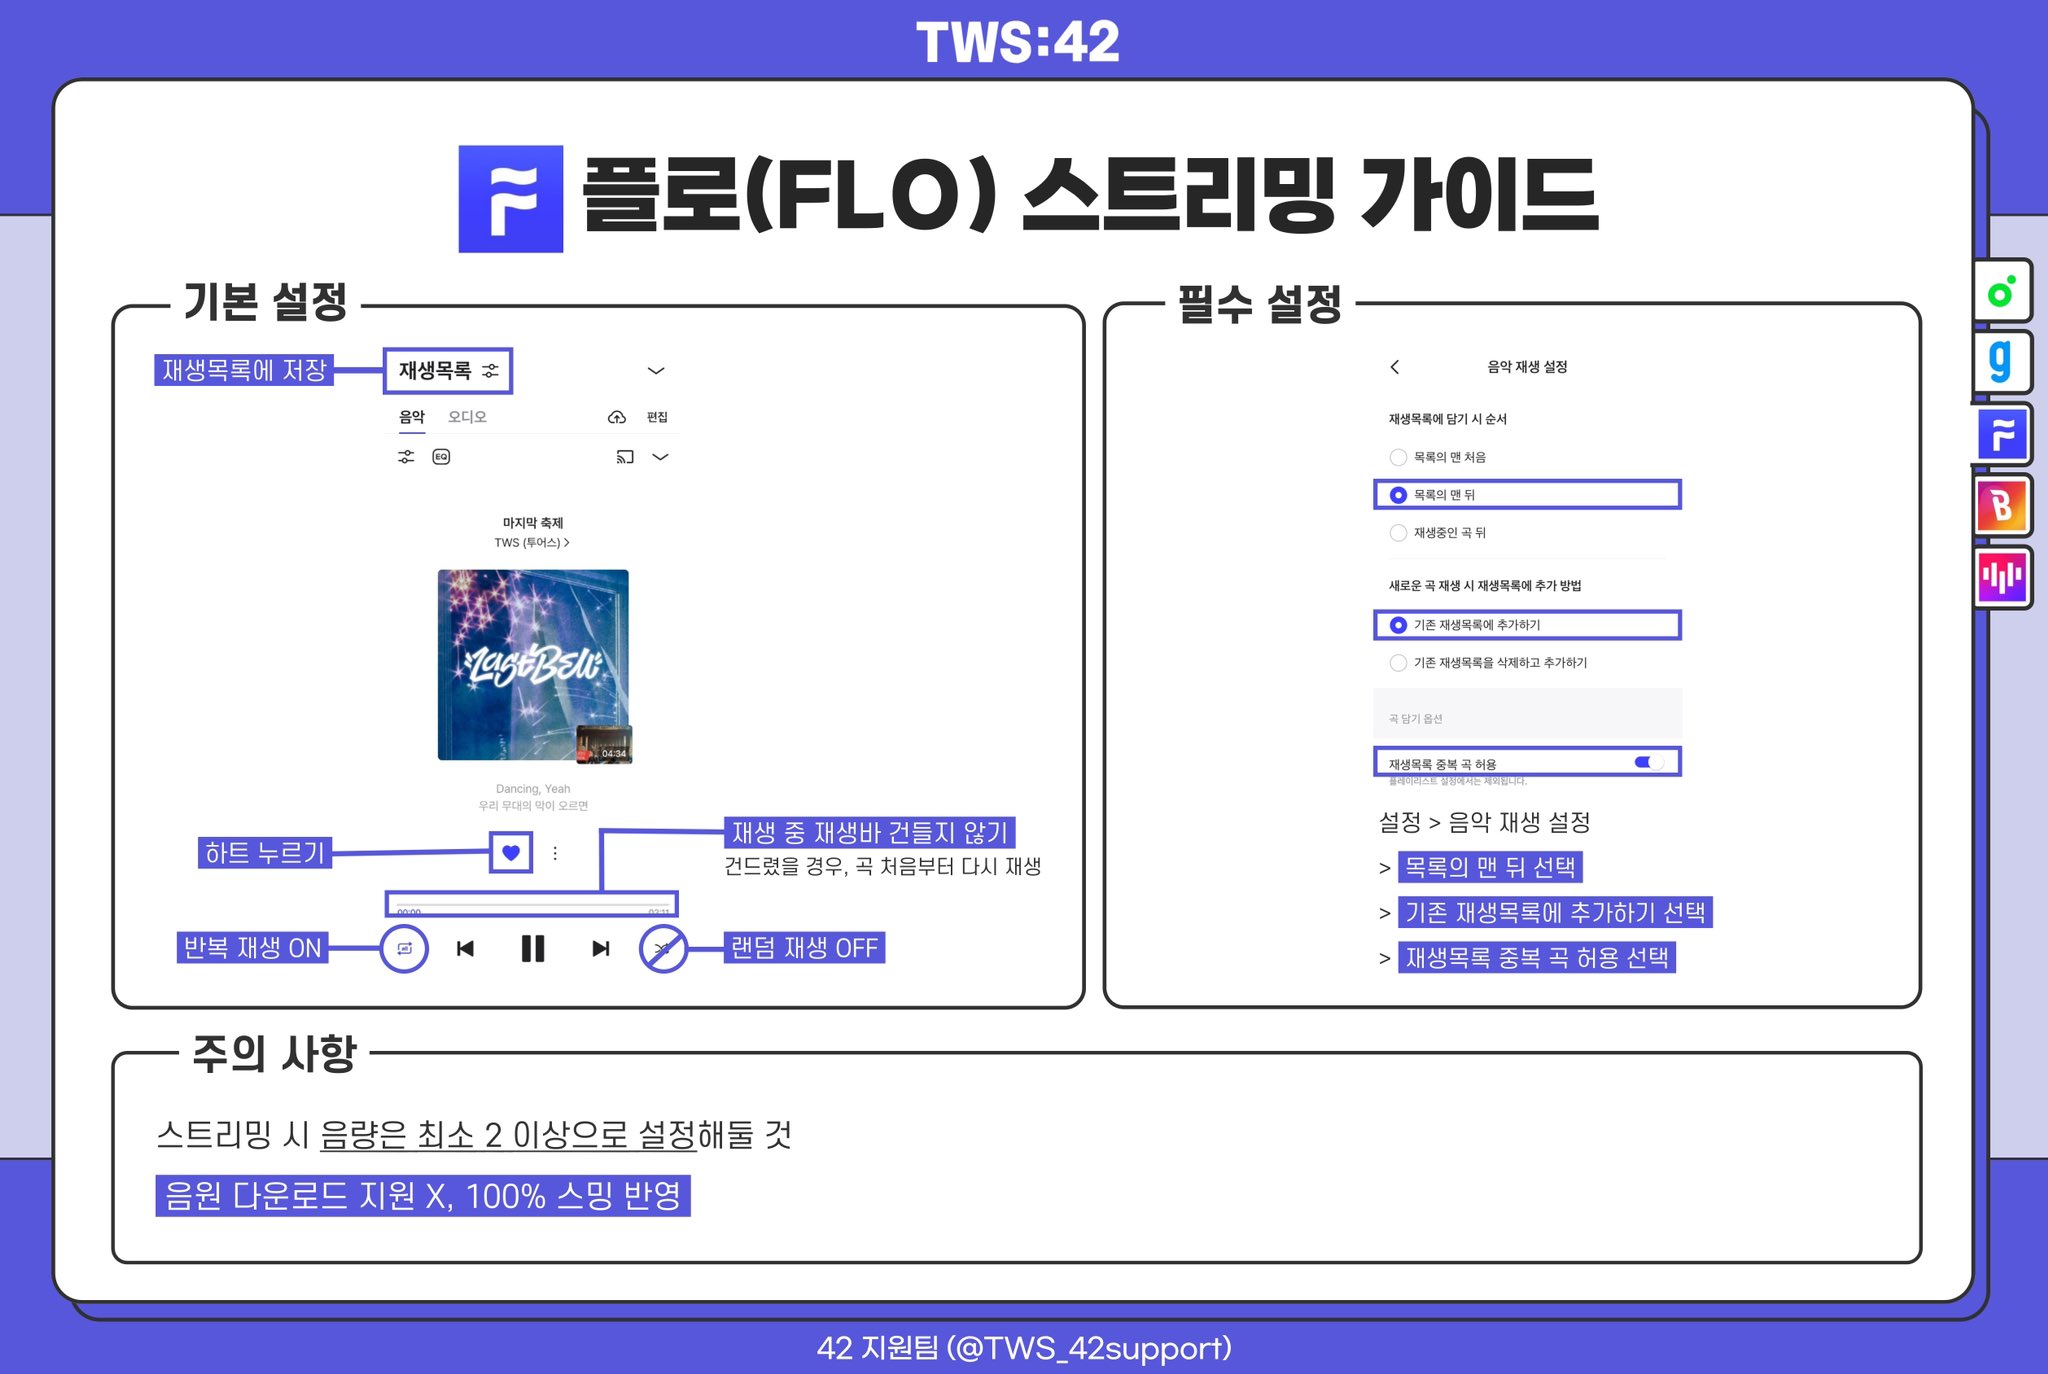 TWS:42
플로(FLO) 스트리밍 가이드
기본 설정
재생목록에 저장
재생목록
음악 오디오 편집
EQ
마지막 축제
TWS (투어스) >
Last Bell
04:34
Dancing, Yeah
우리 무대의 막이 오르면
하트 누르기
재생 중 재생바 건들지 않기
건드렸을 경우, 곡 처음부터 다시 재생
00:00 03:11
반복 재생 ON
랜덤 재생 OFF
필수 설정
음악 재생 설정
재생목록에 담기 시 순서
목록의 맨 처음
목록의 맨 뒤
재생중인 곡 뒤
새로운 곡 재생 시 재생목록에 추가 방법
기존 재생목록에 추가하기
기존 재생목록을 삭제하고 추가하기
곡 담기 옵션
재생목록 중복 곡 허용
플레이리스트 설정에서는 제외됩니다.
설정 > 음악 재생 설정
> 목록의 맨 뒤 선택
> 기존 재생목록에 추가하기 선택
> 재생목록 중복 곡 허용 선택
주의 사항
스트리밍 시 음량은 최소 2 이상으로 설정해둘 것
음원 다운로드 지원 X, 100% 스밍 반영
42 지원팀 (@TWS_42support)